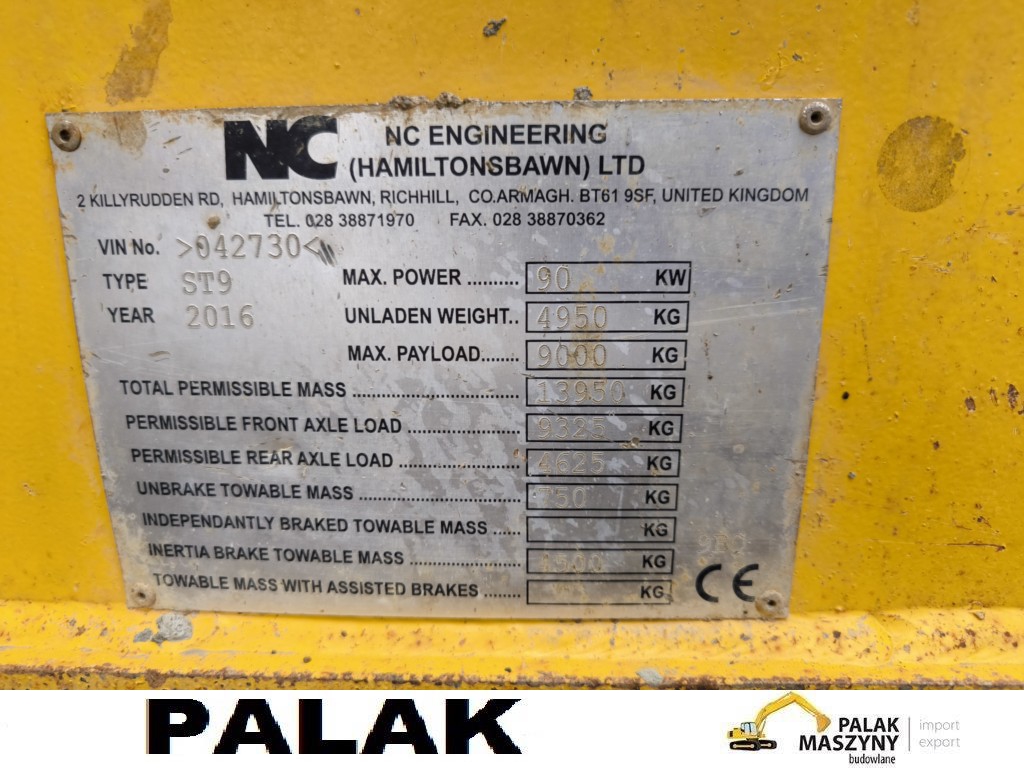 NC
NC ENGINEERING
(HAMILTONSBAWN) LTD
2 KILLYRUDDEN RD, HAMILTONSBAWN, RICHHILL, CO.ARMAGH. BT61 9SF, UNITED KINGDOM
TEL. 028 38871970 FAX. 028 38870362
VIN No. >042730<
TYPE ST9
YEAR 2016
MAX. POWER .......... 90 KW
UNLADEN WEIGHT.. 4950 KG
MAX. PAYLOAD....... 9000 KG
TOTAL PERMISSIBLE MASS ................................ 13950 KG
PERMISSIBLE FRONT AXLE LOAD ...................... 9325 KG
PERMISSIBLE REAR AXLE LOAD ....................... 4625 KG
UNBRAKE TOWABLE MASS ............................... 750 KG
INDEPENDANTLY BRAKED TOWABLE MASS ...... KG
INERTIA BRAKE TOWABLE MASS ...................... KG
TOWABLE MASS WITH ASSISTED BRAKES ........ KG
CE
PALAK
PALAK
MASZYNY
budowlane
import
export